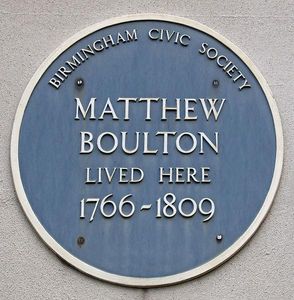 BIRMINGHAM CIVIC SOCIETY
MATTHEW
BOULTON
LIVED HERE
1766-1809